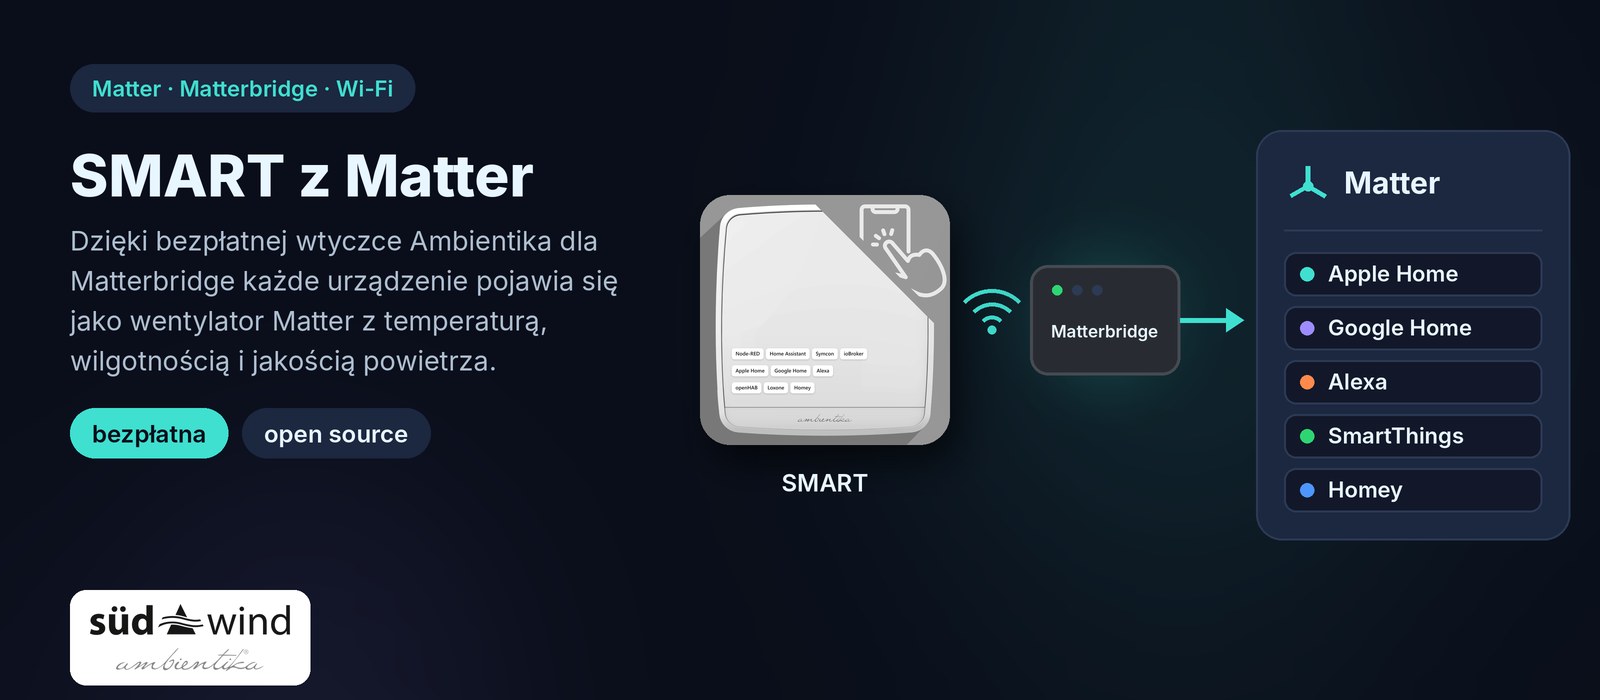 Matter · Matterbridge · Wi-Fi
SMART z Matter
Dzięki bezpłatnej wtyczce Ambientika dla
Matterbridge każde urządzenie pojawia się
jako wentylator Matter z temperaturą,
wilgotnością i jakością powietrza.
bezpłatna
open source
Node-RED Home Assistant Symcon ioBroker
Apple Home Google Home Alexa
openHAB Loxone Homey
ambientika
SMART
Matterbridge
Matter
Apple Home
Google Home
Alexa
SmartThings
Homey
süd wind
ambientika®